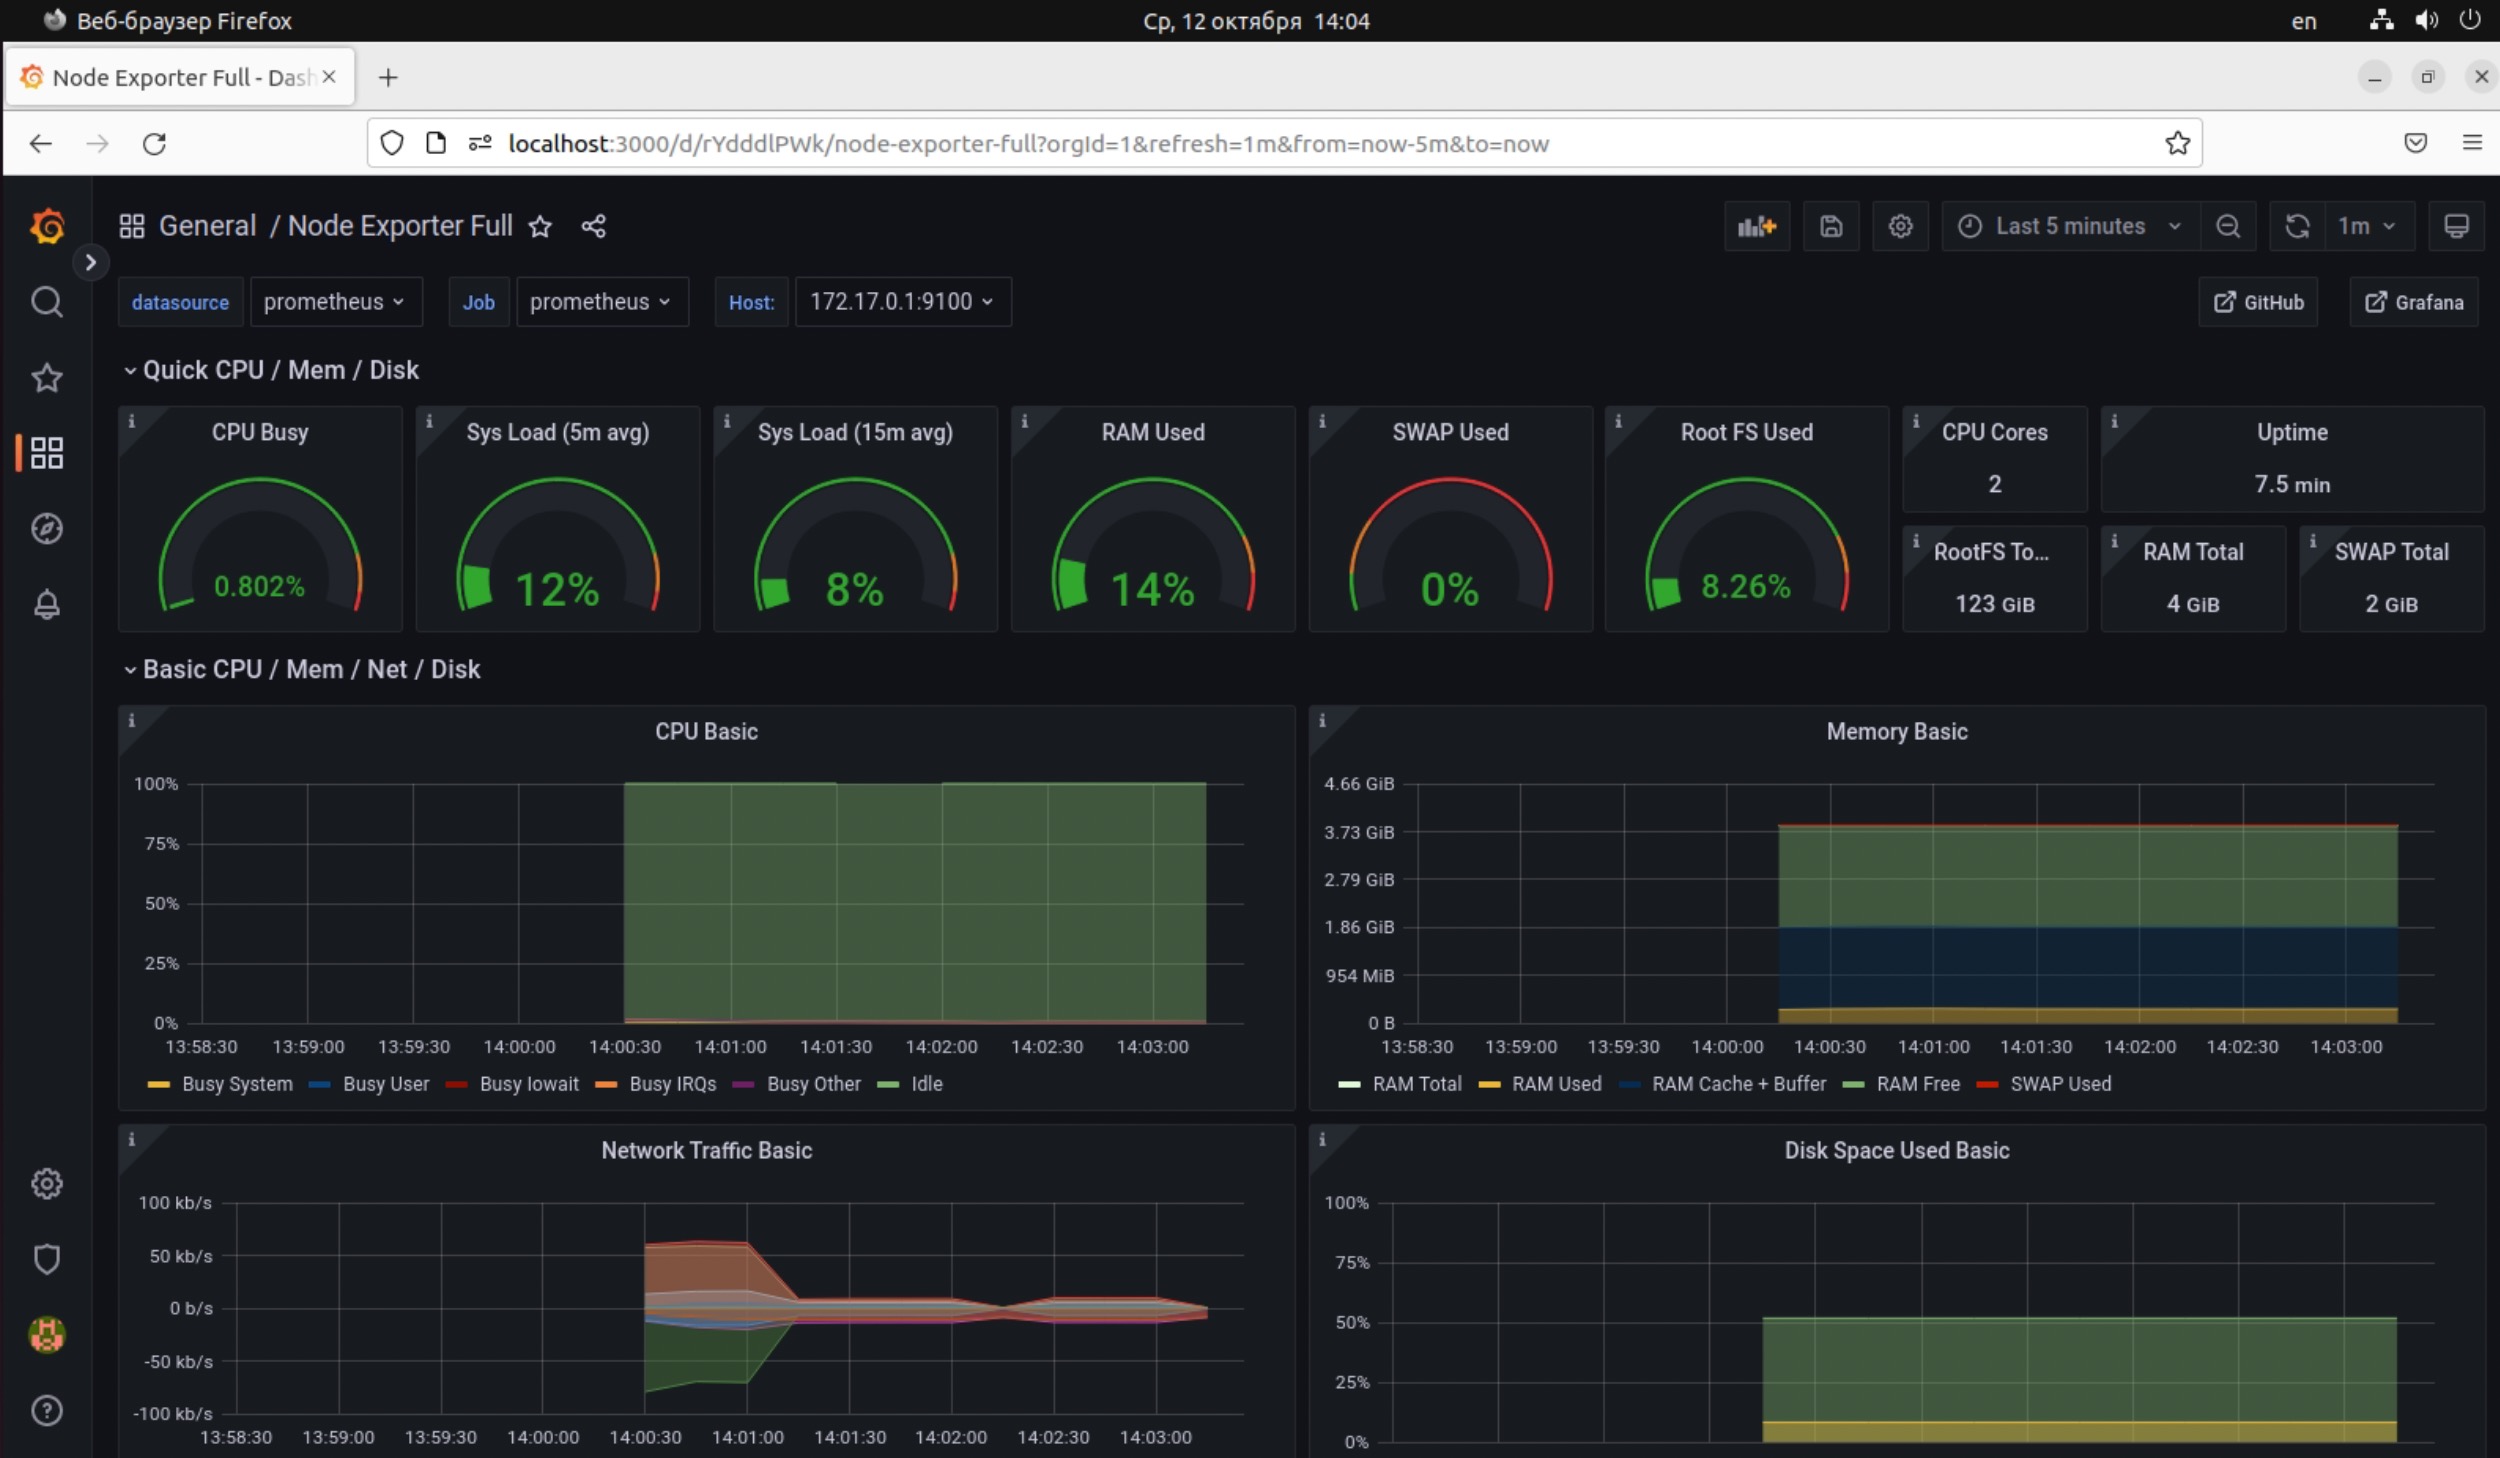 Веб-браузер Firefox
Ср, 12 октября 14:04
en
Node Exporter Full - Dash
localhost:3000/d/rYdddlPWk/node-exporter-full?orgId=1&refresh=1m&from=now-5m&to=now
General / Node Exporter Full
Last 5 minutes
1m
datasource prometheus Job prometheus Host: 172.17.0.1:9100
GitHub Grafana
Quick CPU / Mem / Disk
CPU Busy
0.802%
Sys Load (5m avg)
12%
Sys Load (15m avg)
8%
RAM Used
14%
SWAP Used
0%
Root FS Used
8.26%
CPU Cores
2
Uptime
7.5 min
RootFS To...
123 GiB
RAM Total
4 GiB
SWAP Total
2 GiB
Basic CPU / Mem / Net / Disk
CPU Basic
100%
75%
50%
25%
0%
13:58:30 13:59:00 13:59:30 14:00:00 14:00:30 14:01:00 14:01:30 14:02:00 14:02:30 14:03:00
Busy System Busy User Busy Iowait Busy IRQs Busy Other Idle
Memory Basic
4.66 GiB
3.73 GiB
2.79 GiB
1.86 GiB
954 MiB
0 B
13:58:30 13:59:00 13:59:30 14:00:00 14:00:30 14:01:00 14:01:30 14:02:00 14:02:30 14:03:00
RAM Total RAM Used RAM Cache + Buffer RAM Free SWAP Used
Network Traffic Basic
100 kb/s
50 kb/s
0 b/s
-50 kb/s
-100 kb/s
13:58:30 13:59:00 13:59:30 14:00:00 14:00:30 14:01:00 14:01:30 14:02:00 14:02:30 14:03:00
Disk Space Used Basic
100%
75%
50%
25%
0%